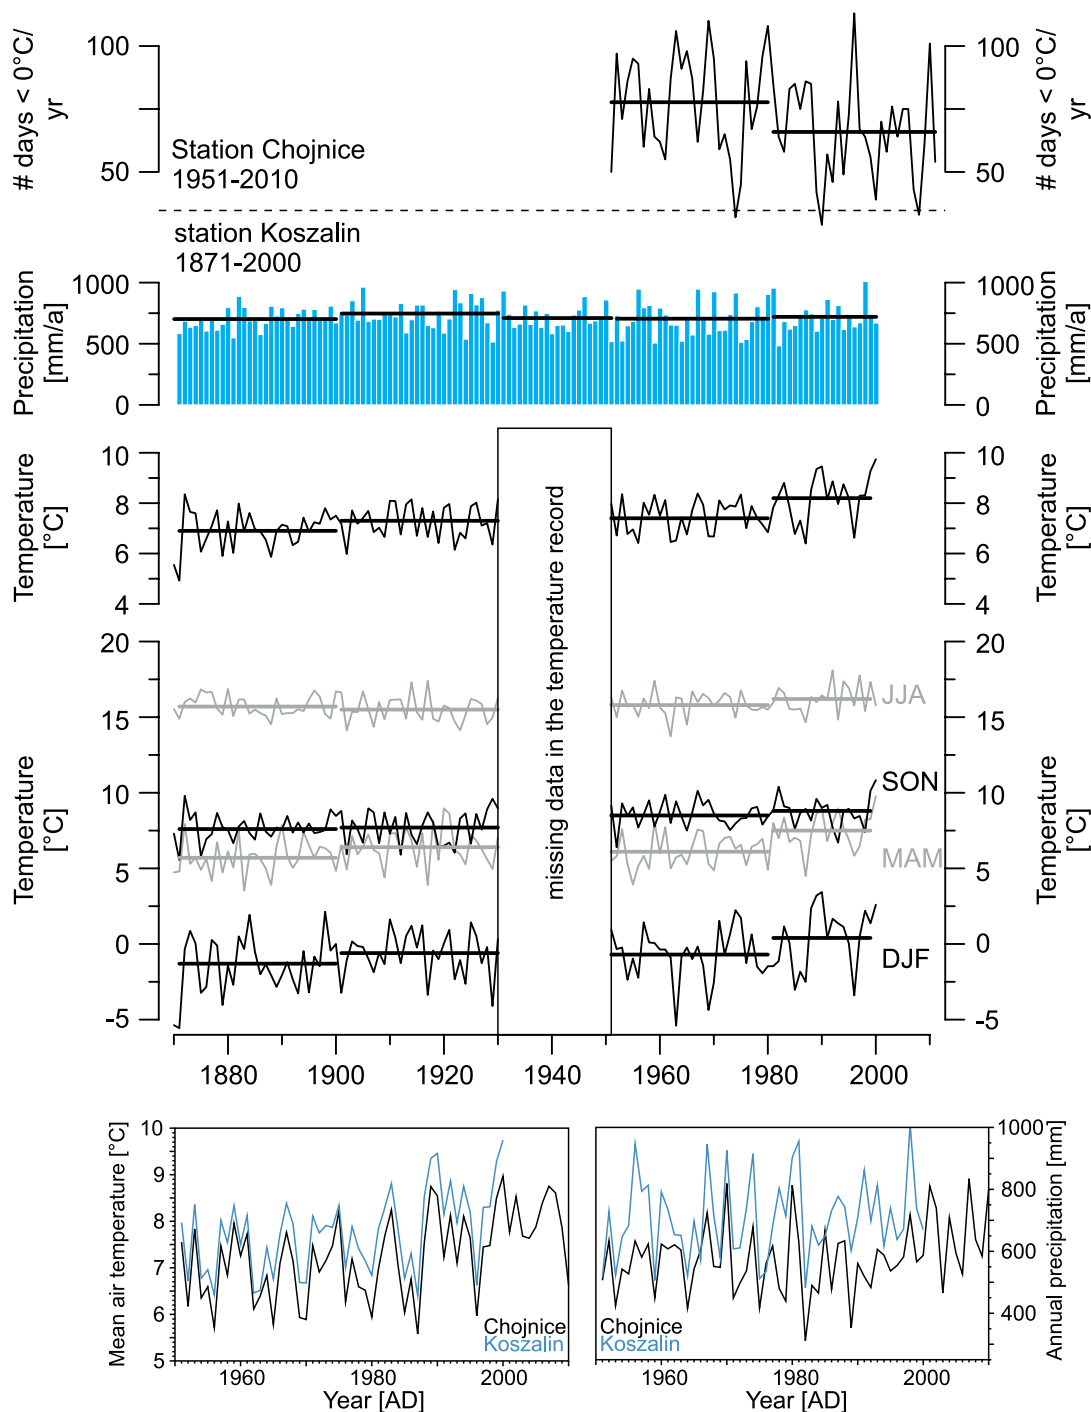 # days < 0°C/
yr
100
50
Station Chojnice
1951-2010
100
50
# days < 0°C/
yr
station Koszalin
1871-2000
Precipitation
[mm/a]
1000
500
0
1000
500
0
Precipitation
[mm/a]
Temperature
[°C]
10
8
6
4
10
8
6
4
Temperature
[°C]
missing data in the temperature record
Temperature
[°C]
20
15
10
5
0
-5
JJA
SON
MAM
DJF
20
15
10
5
0
-5
Temperature
[°C]
1880
1900
1920
1940
1960
1980
2000
Mean air temperature [°C]
10
9
8
7
6
5
Chojnice
Koszalin
1960
1980
2000
Year [AD]
Chojnice
Koszalin
1000
800
600
400
Annual precipitation [mm]
1960
1980
2000
Year [AD]